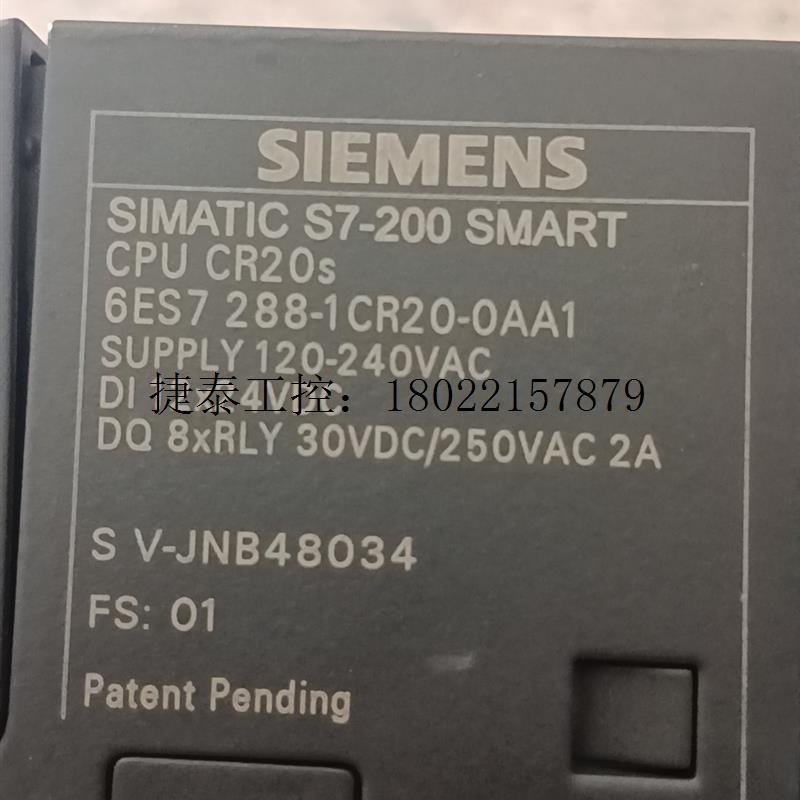 SIEMENS
SIMATIC S7-200 SMART
CPU CR20s
6ES7 288-1CR20-0AA1
SUPPLY 120-240VAC
DI
捷泰工控：18022157879
DQ 8xRLY 30VDC/250VAC 2A
S V-JNB48034
FS: 01
Patent Pending